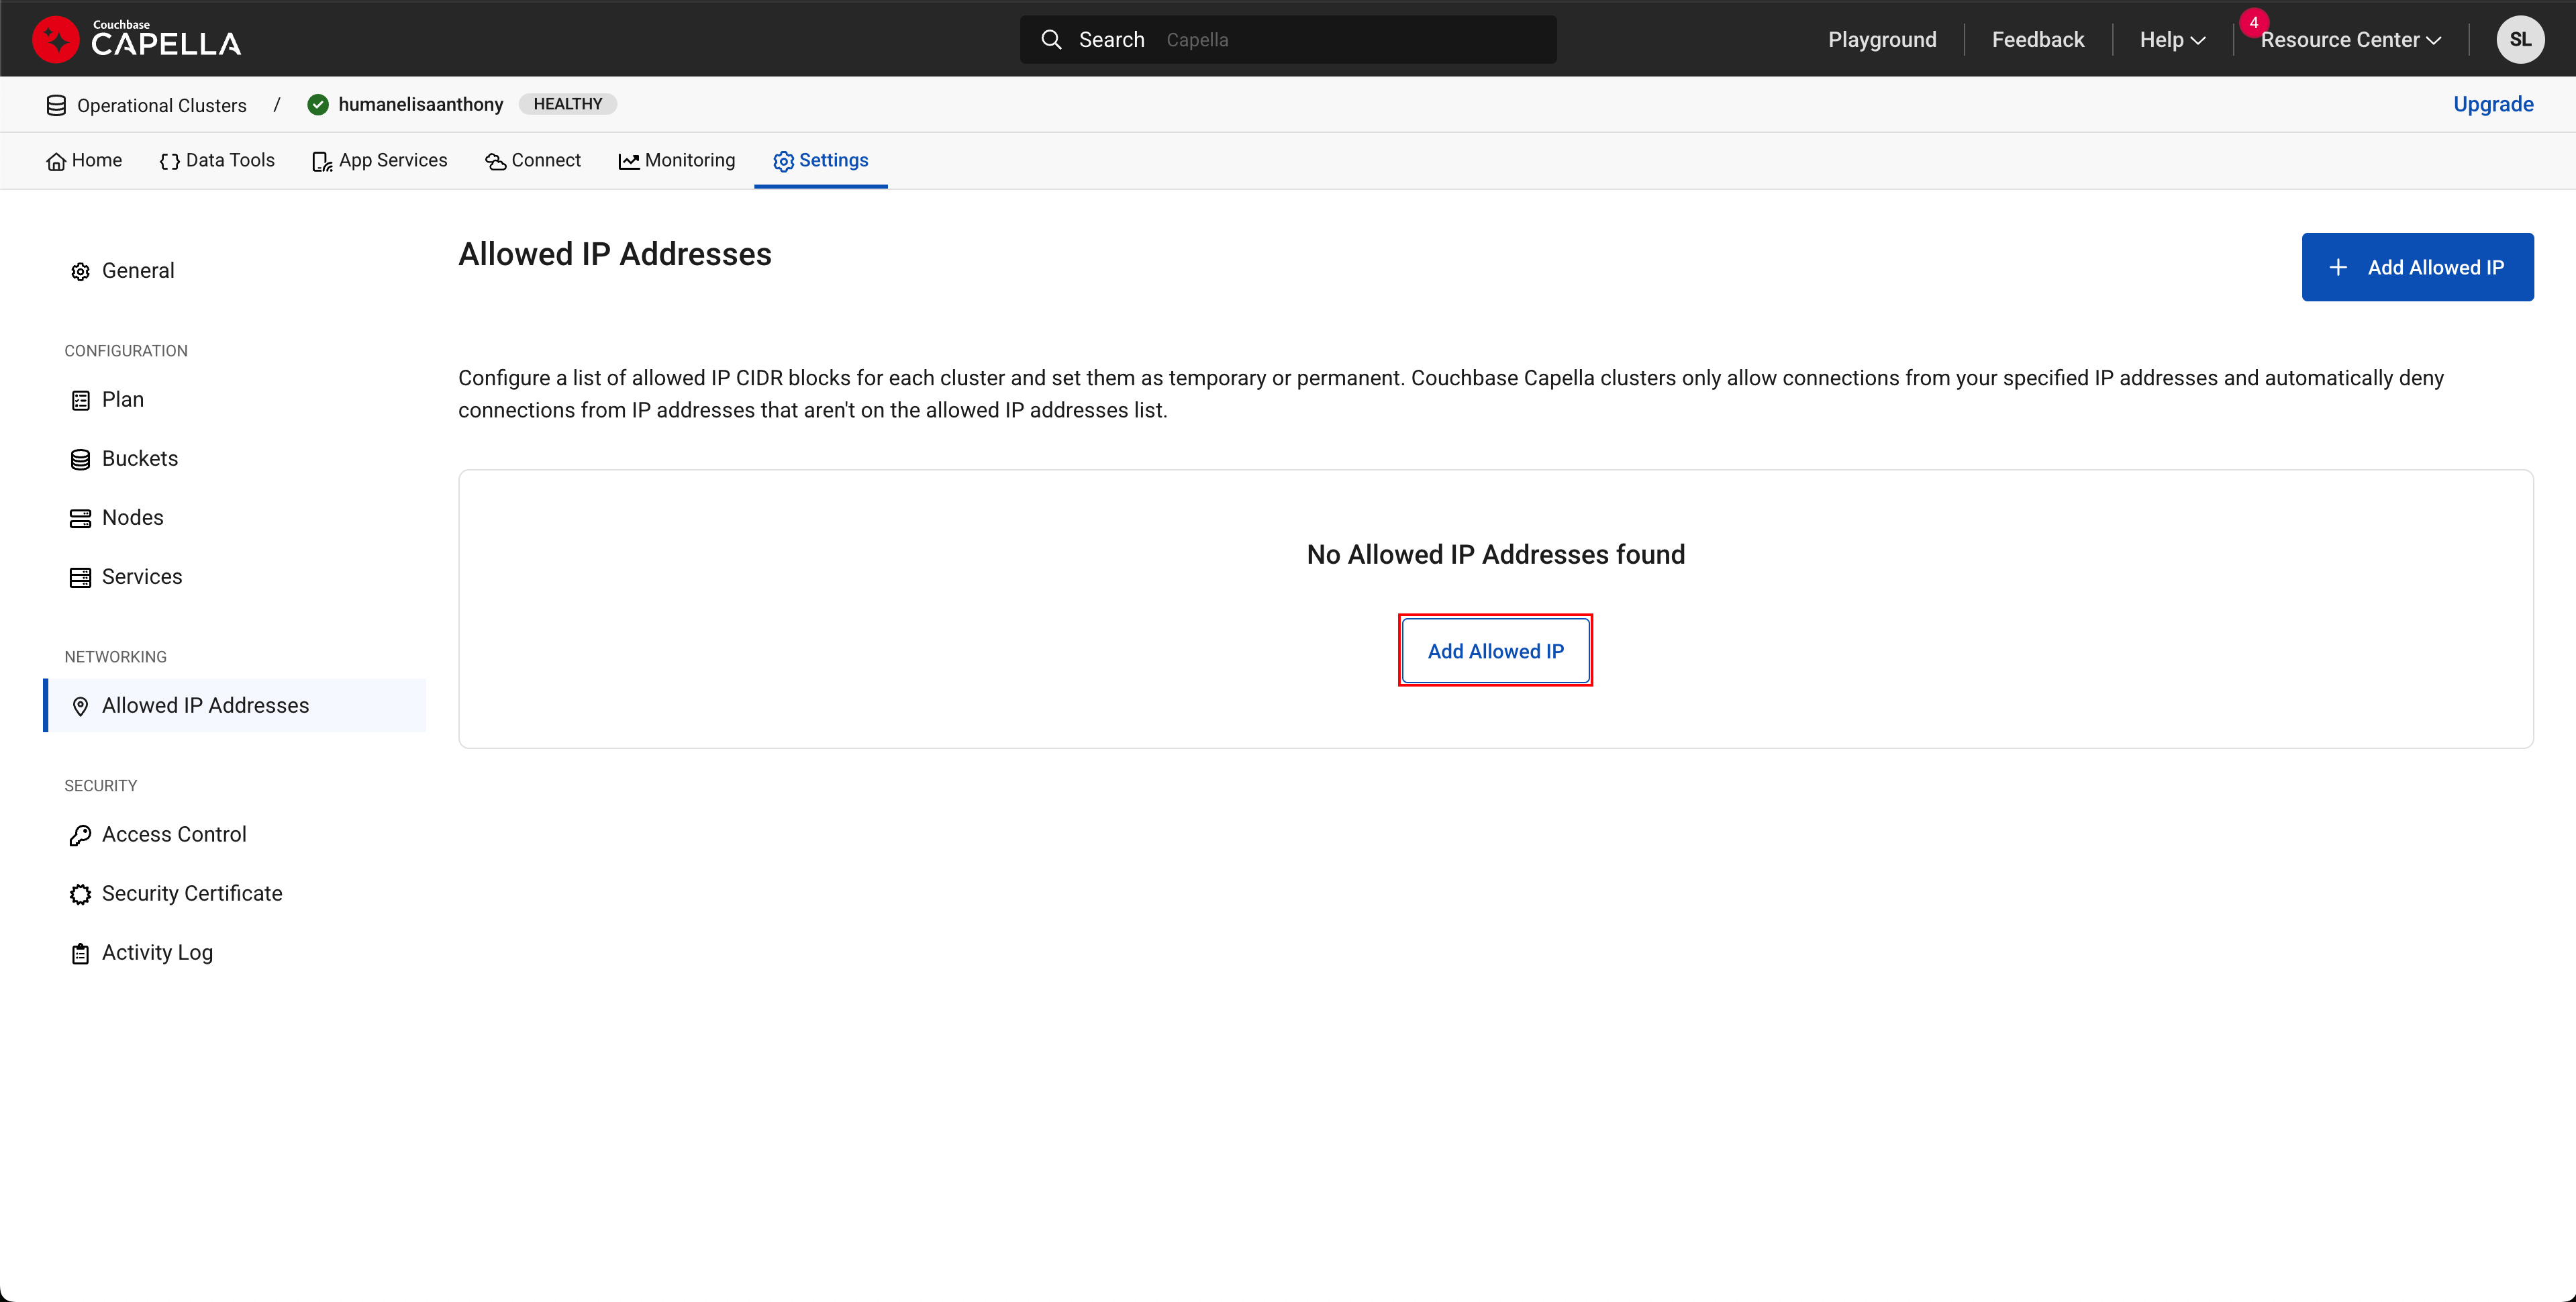 Couchbase
CAPELLA
Search Capella
Playground
Feedback
Help
4
Resource Center
SL
Operational Clusters / humanelisaanthony HEALTHY
Upgrade
Home
Data Tools
App Services
Connect
Monitoring
Settings
General
CONFIGURATION
Plan
Buckets
Nodes
Services
NETWORKING
Allowed IP Addresses
SECURITY
Access Control
Security Certificate
Activity Log
Allowed IP Addresses
+ Add Allowed IP
Configure a list of allowed IP CIDR blocks for each cluster and set them as temporary or permanent. Couchbase Capella clusters only allow connections from your specified IP addresses and automatically deny
connections from IP addresses that aren't on the allowed IP addresses list.
No Allowed IP Addresses found
Add Allowed IP